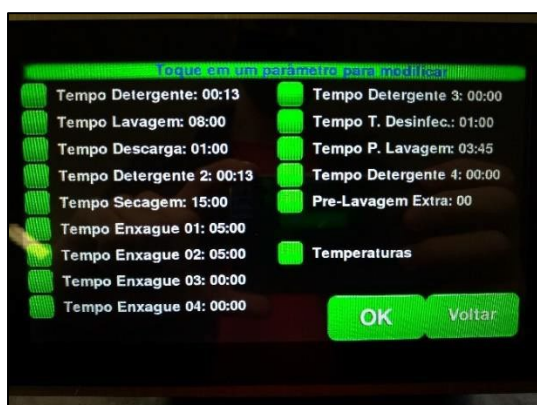 Toque em um parâmetro para modificar
Tempo Detergente: 00:13
Tempo Lavagem: 08:00
Tempo Descarga: 01:00
Tempo Detergente 2: 00:13
Tempo Secagem: 15:00
Tempo Enxague 01: 05:00
Tempo Enxague 02: 05:00
Tempo Enxague 03: 00:00
Tempo Enxague 04: 00:00
Tempo Detergente 3: 00:00
Tempo T. Desinfec.: 01:00
Tempo P. Lavagem: 03:45
Tempo Detergente 4: 00:00
Pre-Lavagem Extra: 00
Temperaturas
OK
Voltar